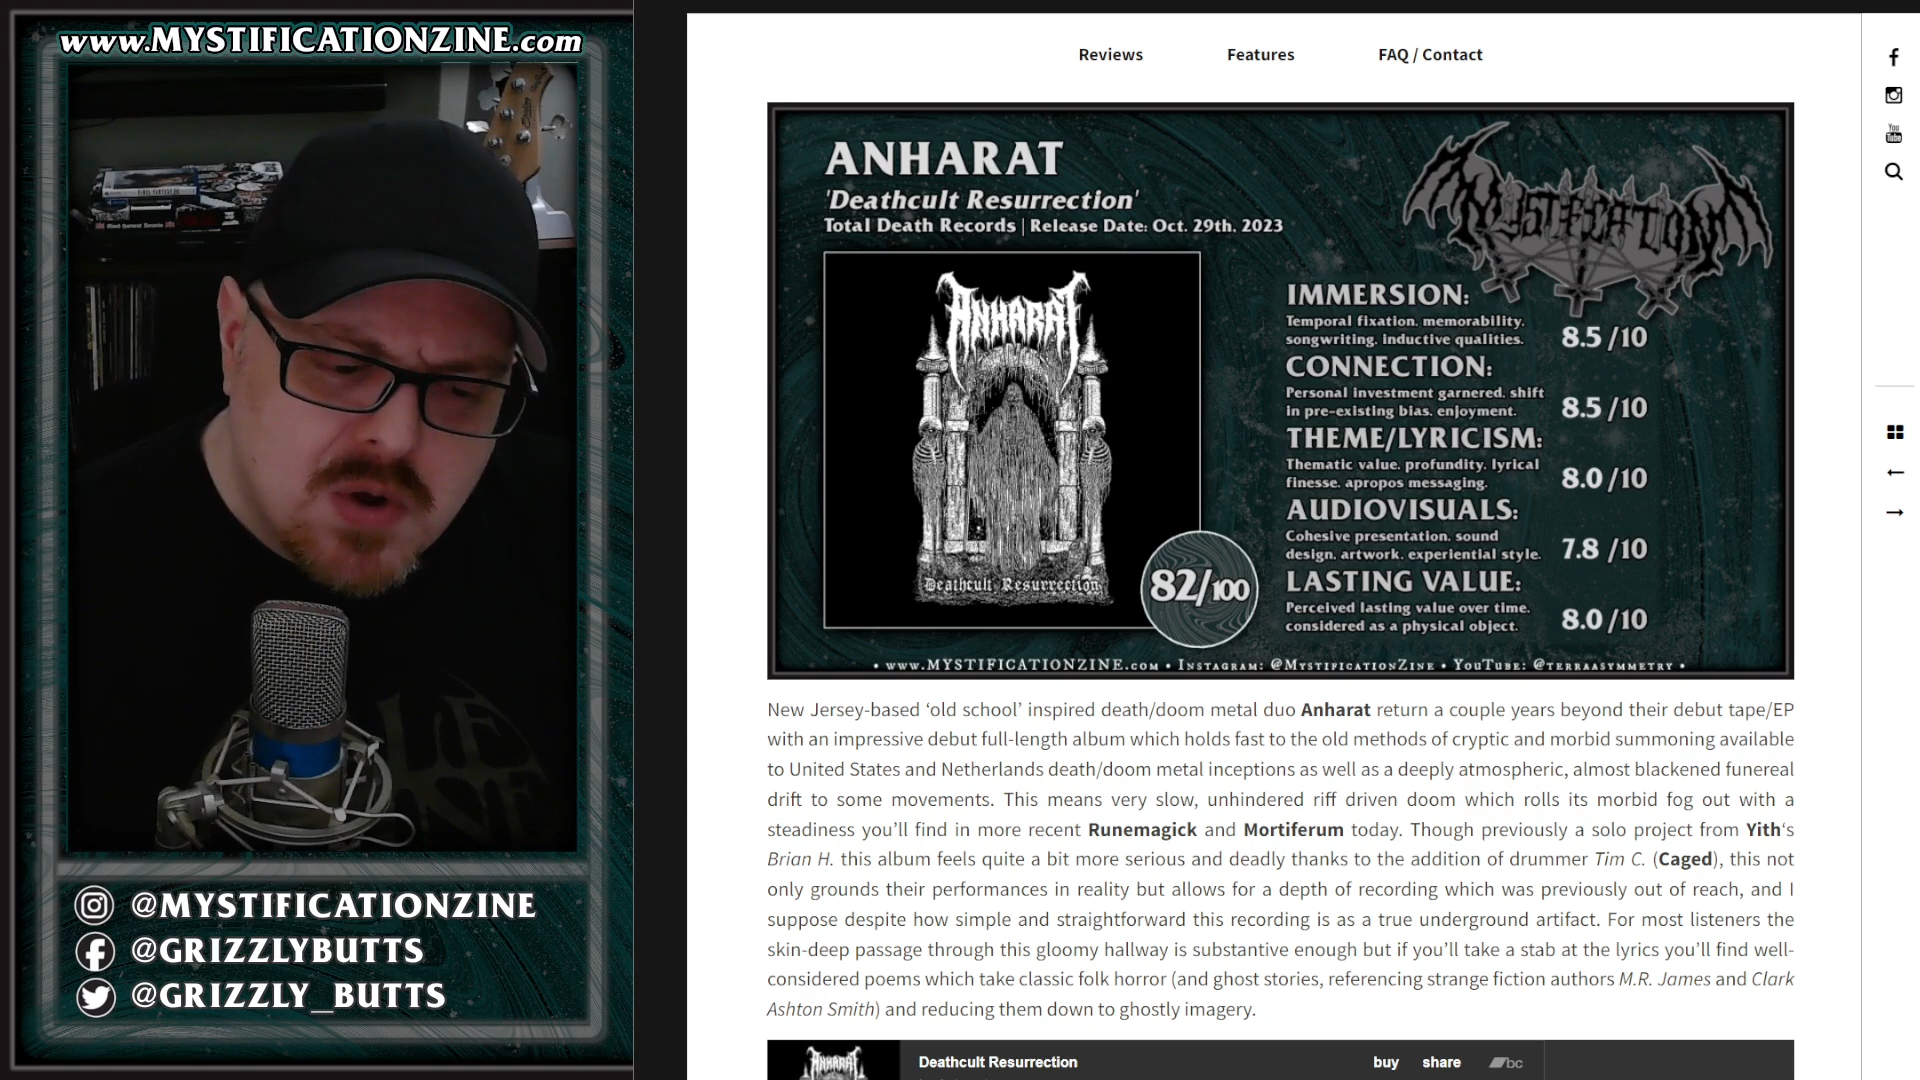 www.MYSTIFICATIONZINE.com
@MYSTIFICATIONZINE
@GRIZZLYBUTTS
@GRIZZLY_BUTTS
Reviews
Features
FAQ / Contact
ANHARAT
'Deathcult Resurrection'
Total Death Records | Release Date: Oct. 29th, 2023
MYSTIFICATION
ANHARAT
Deathcult Resurrection
82/100
IMMERSION:
Temporal fixation, memorability,
songwriting, inductive qualities.
8.5 /10
CONNECTION:
Personal investment garnered, shift
in pre-existing bias, enjoyment.
8.5 /10
THEME/LYRICISM:
Thematic value, profundity, lyrical
finesse, apropos messaging.
8.0 /10
AUDIOVISUALS:
Cohesive presentation, sound
design, artwork, experiential style.
7.8 /10
LASTING VALUE:
Perceived lasting value over time,
considered as a physical object.
8.0 /10
• www.MYSTIFICATIONZINE.com • Instagram: @MystificationZine • YouTube: @terraasymmetry •
New Jersey-based ‘old school’ inspired death/doom metal duo Anharat return a couple years beyond their debut tape/EP
with an impressive debut full-length album which holds fast to the old methods of cryptic and morbid summoning available
to United States and Netherlands death/doom metal inceptions as well as a deeply atmospheric, almost blackened funereal
drift to some movements. This means very slow, unhindered riff driven doom which rolls its morbid fog out with a
steadiness you’ll find in more recent Runemagick and Mortiferum today. Though previously a solo project from Yith‘s
Brian H. this album feels quite a bit more serious and deadly thanks to the addition of drummer Tim C. (Caged), this not
only grounds their performances in reality but allows for a depth of recording which was previously out of reach, and I
suppose despite how simple and straightforward this recording is as a true underground artifact. For most listeners the
skin-deep passage through this gloomy hallway is substantive enough but if you’ll take a stab at the lyrics you’ll find well-
considered poems which take classic folk horror (and ghost stories, referencing strange fiction authors M.R. James and Clark
Ashton Smith) and reducing them down to ghostly imagery.
ANHARAT
Deathcult Resurrection
buy
share
bc
You
Tube